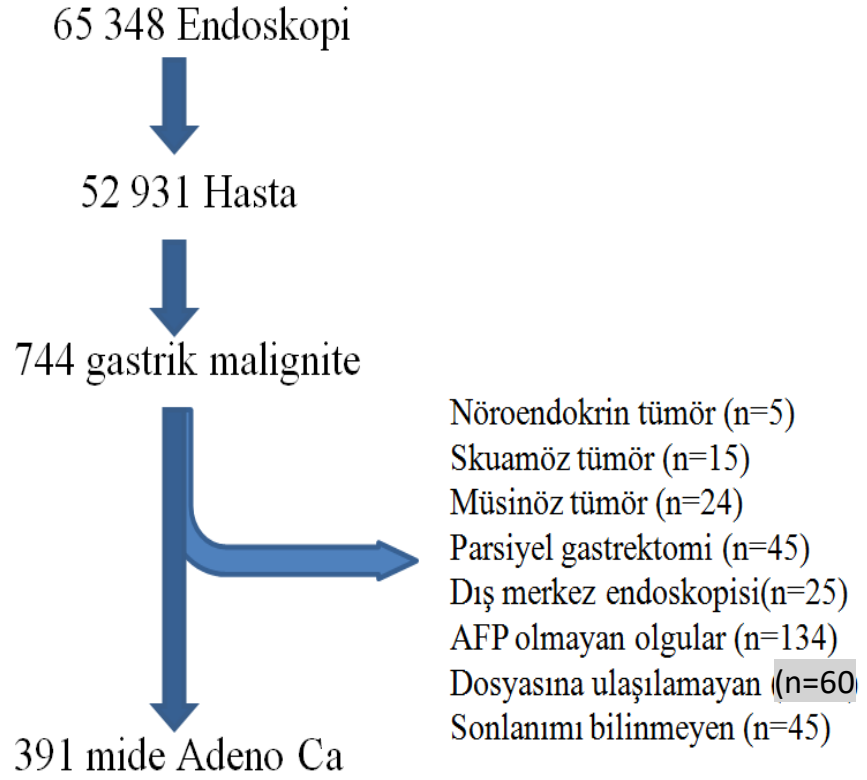 65 348 Endoskopi
52 931 Hasta
744 gastrik malignite
Nöroendokrin tümör (n=5)
Skuamöz tümör (n=15)
Müsinöz tümör (n=24)
Parsiyel gastrektomi (n=45)
Dış merkez endoskopisi(n=25)
AFP olmayan olgular (n=134)
Dosyasına ulaşılamayan (n=60
Sonlanımı bilinmeyen (n=45)
391 mide Adeno Ca